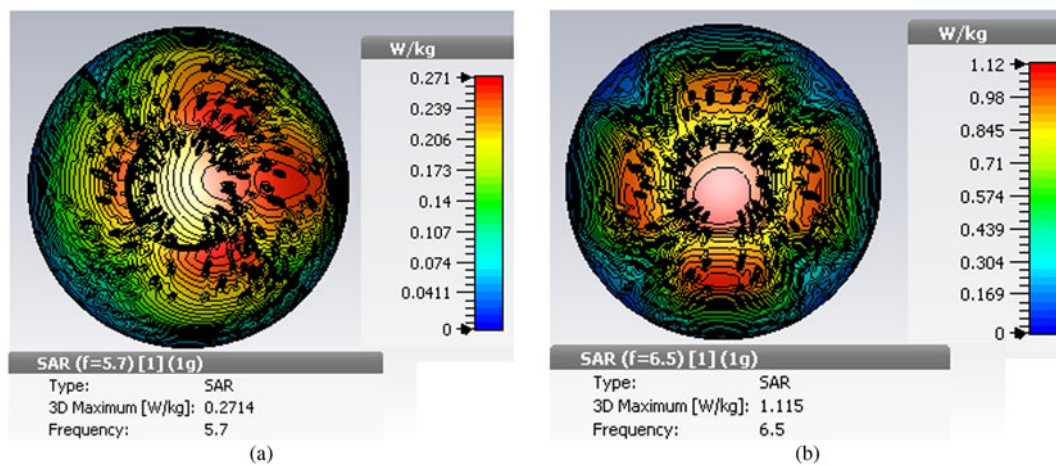 W/kg
0.271
0.239
0.206
0.173
0.14
0.107
0.074
0.0411
0
SAR (f=5.7) [1] (1g)
Type: SAR
3D Maximum [W/kg]: 0.2714
Frequency: 5.7
(a)
W/kg
1.12
0.98
0.845
0.71
0.574
0.439
0.304
0.169
0
SAR (f=6.5) [1] (1g)
Type: SAR
3D Maximum [W/kg]: 1.115
Frequency: 6.5
(b)